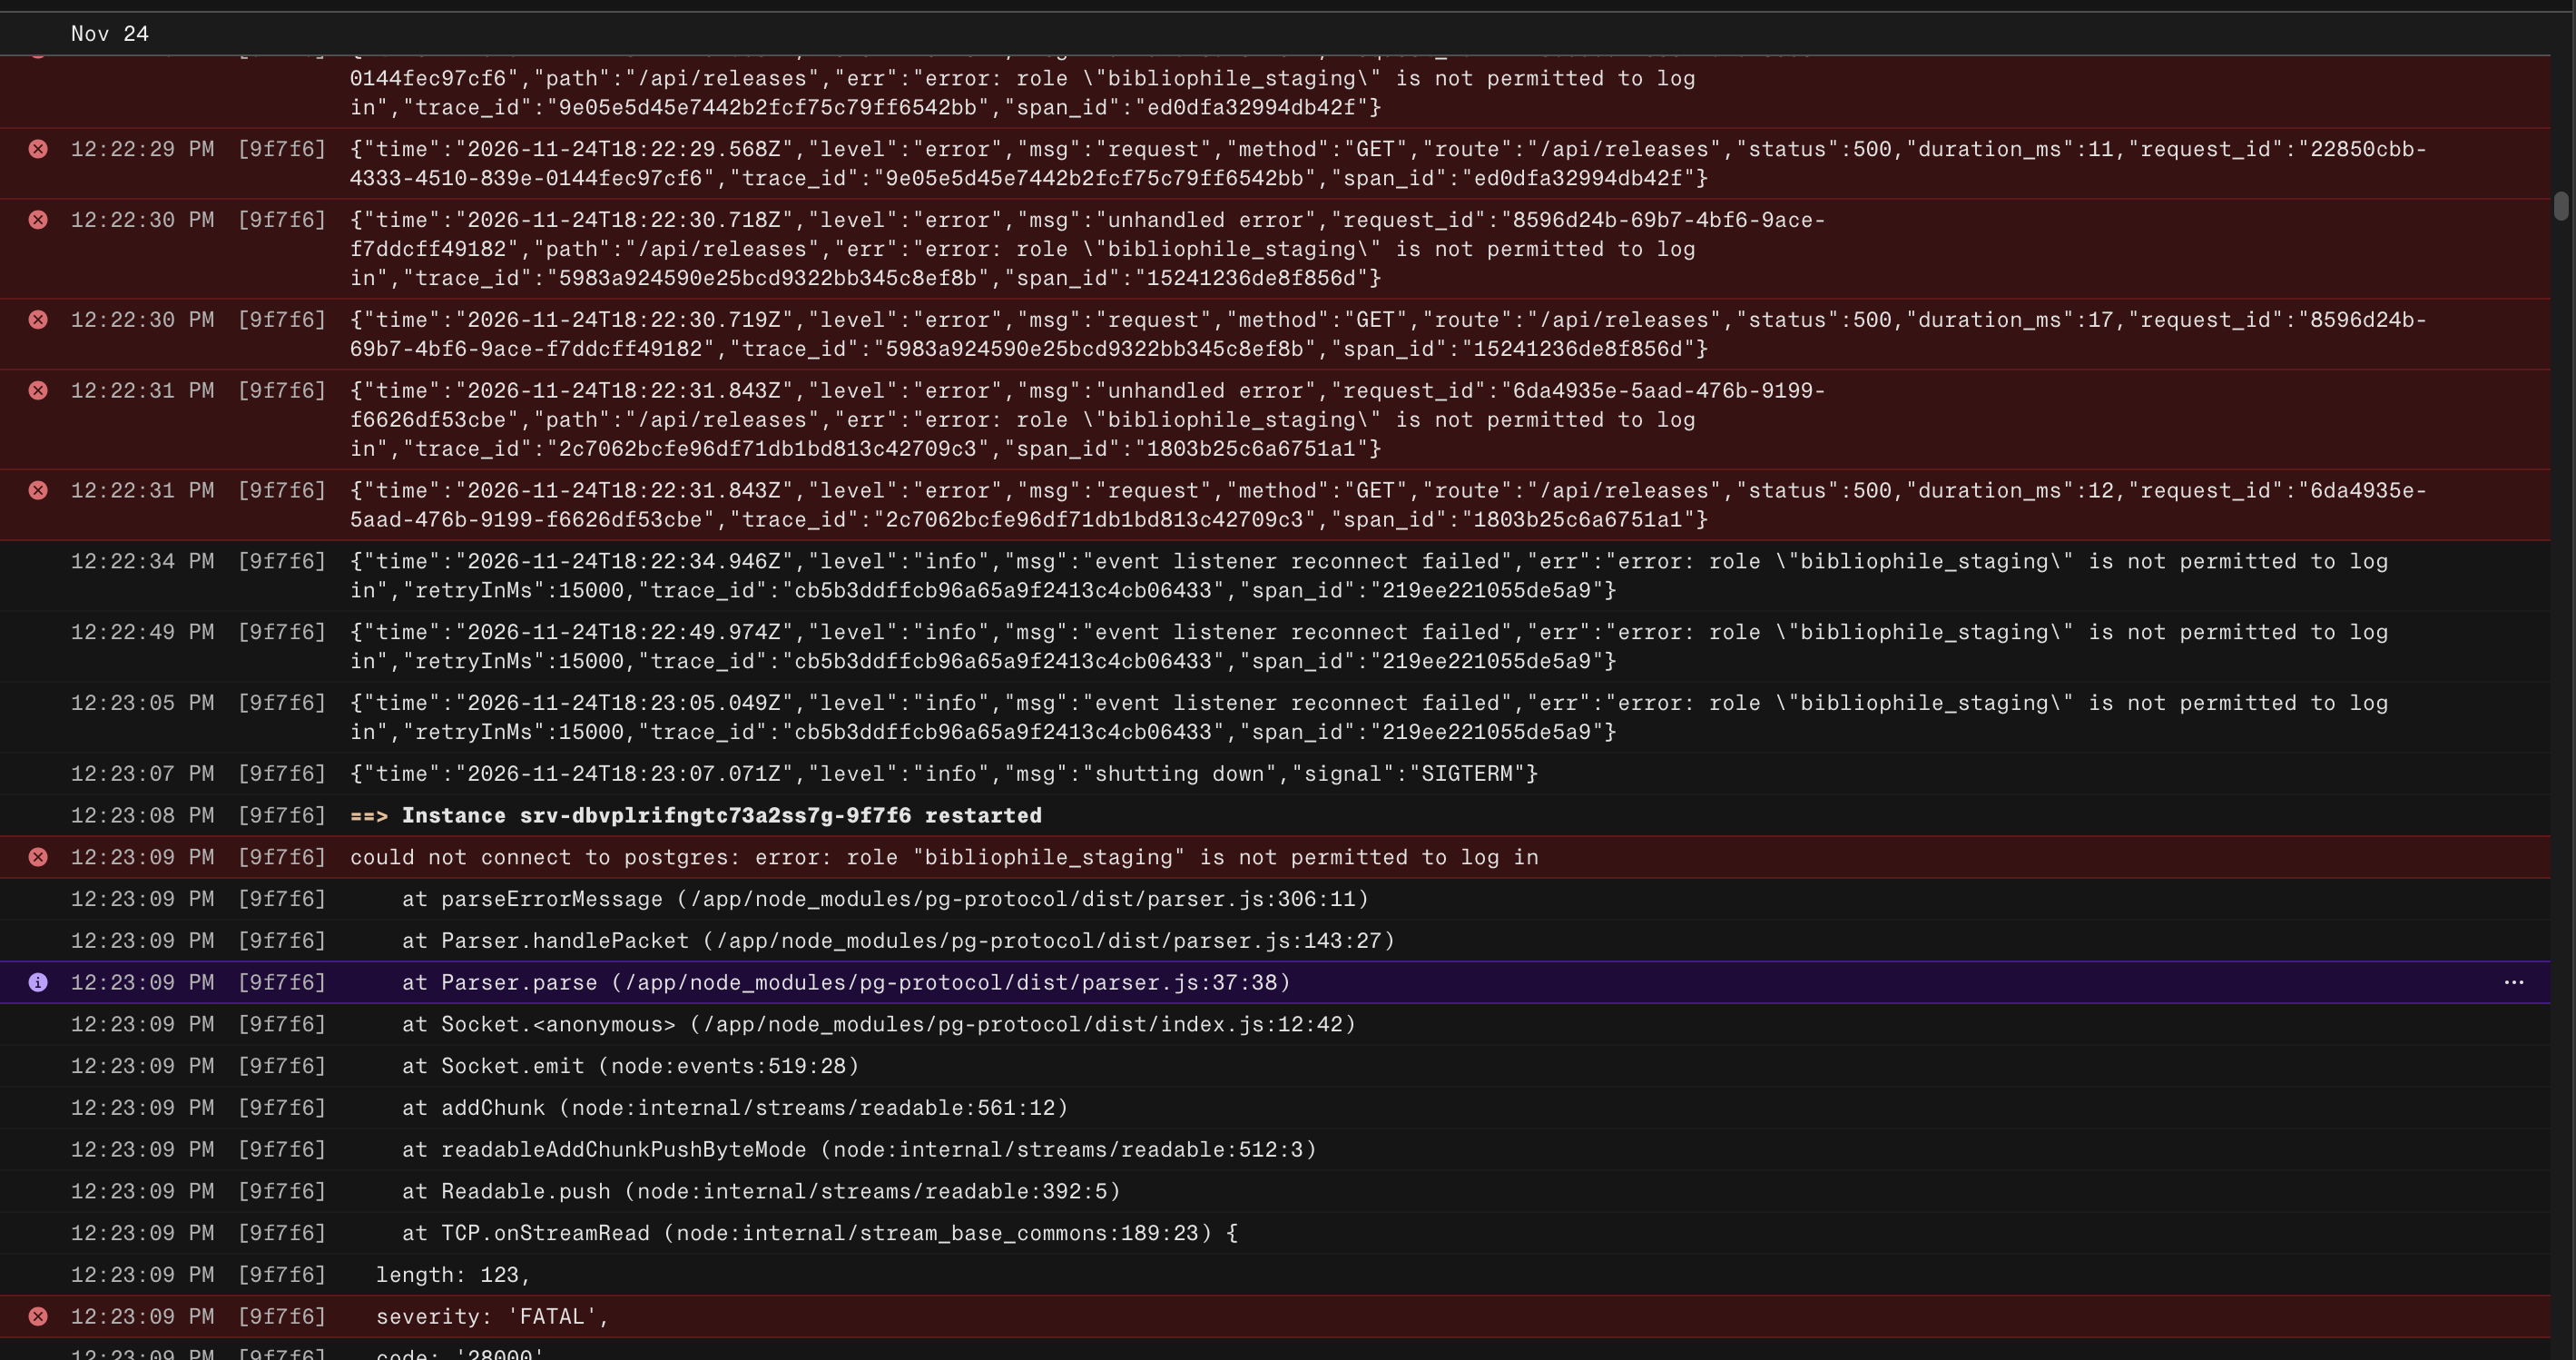 Nov 24
0144fec97cf6","path":"/api/releases","err":"error: role \"bibliophile_staging\" is not permitted to log
in","trace_id":"9e05e5d45e7442b2fcf75c79ff6542bb","span_id":"ed0dfa32994db42f"}
12:22:29 PM [9f7f6] {"time":"2026-11-24T18:22:29.568Z","level":"error","msg":"request","method":"GET","route":"/api/releases","status":500,"duration_ms":11,"request_id":"22850cbb-
4333-4510-839e-0144fec97cf6","trace_id":"9e05e5d45e7442b2fcf75c79ff6542bb","span_id":"ed0dfa32994db42f"}
12:22:30 PM [9f7f6] {"time":"2026-11-24T18:22:30.718Z","level":"error","msg":"unhandled error","request_id":"8596d24b-69b7-4bf6-9ace-
f7ddcff49182","path":"/api/releases","err":"error: role \"bibliophile_staging\" is not permitted to log
in","trace_id":"5983a924590e25bcd9322bb345c8ef8b","span_id":"15241236de8f856d"}
12:22:30 PM [9f7f6] {"time":"2026-11-24T18:22:30.719Z","level":"error","msg":"request","method":"GET","route":"/api/releases","status":500,"duration_ms":17,"request_id":"8596d24b-
69b7-4bf6-9ace-f7ddcff49182","trace_id":"5983a924590e25bcd9322bb345c8ef8b","span_id":"15241236de8f856d"}
12:22:31 PM [9f7f6] {"time":"2026-11-24T18:22:31.843Z","level":"error","msg":"unhandled error","request_id":"6da4935e-5aad-476b-9199-
f6626df53cbe","path":"/api/releases","err":"error: role \"bibliophile_staging\" is not permitted to log
in","trace_id":"2c7062bcfe96df71db1bd813c42709c3","span_id":"1803b25c6a6751a1"}
12:22:31 PM [9f7f6] {"time":"2026-11-24T18:22:31.843Z","level":"error","msg":"request","method":"GET","route":"/api/releases","status":500,"duration_ms":12,"request_id":"6da4935e-
5aad-476b-9199-f6626df53cbe","trace_id":"2c7062bcfe96df71db1bd813c42709c3","span_id":"1803b25c6a6751a1"}
12:22:34 PM [9f7f6] {"time":"2026-11-24T18:22:34.946Z","level":"info","msg":"event listener reconnect failed","err":"error: role \"bibliophile_staging\" is not permitted to log
in","retryInMs":15000,"trace_id":"cb5b3ddffcb96a65a9f2413c4cb06433","span_id":"219ee221055de5a9"}
12:22:49 PM [9f7f6] {"time":"2026-11-24T18:22:49.974Z","level":"info","msg":"event listener reconnect failed","err":"error: role \"bibliophile_staging\" is not permitted to log
in","retryInMs":15000,"trace_id":"cb5b3ddffcb96a65a9f2413c4cb06433","span_id":"219ee221055de5a9"}
12:23:05 PM [9f7f6] {"time":"2026-11-24T18:23:05.049Z","level":"info","msg":"event listener reconnect failed","err":"error: role \"bibliophile_staging\" is not permitted to log
in","retryInMs":15000,"trace_id":"cb5b3ddffcb96a65a9f2413c4cb06433","span_id":"219ee221055de5a9"}
12:23:07 PM [9f7f6] {"time":"2026-11-24T18:23:07.071Z","level":"info","msg":"shutting down","signal":"SIGTERM"}
12:23:08 PM [9f7f6] ==> Instance srv-dbvplrifngtc73a2ss7g-9f7f6 restarted
12:23:09 PM [9f7f6] could not connect to postgres: error: role "bibliophile_staging" is not permitted to log in
12:23:09 PM [9f7f6] at parseErrorMessage (/app/node_modules/pg-protocol/dist/parser.js:306:11)
12:23:09 PM [9f7f6] at Parser.handlePacket (/app/node_modules/pg-protocol/dist/parser.js:143:27)
12:23:09 PM [9f7f6] at Parser.parse (/app/node_modules/pg-protocol/dist/parser.js:37:38)
12:23:09 PM [9f7f6] at Socket.<anonymous> (/app/node_modules/pg-protocol/dist/index.js:12:42)
12:23:09 PM [9f7f6] at Socket.emit (node:events:519:28)
12:23:09 PM [9f7f6] at addChunk (node:internal/streams/readable:561:12)
12:23:09 PM [9f7f6] at readableAddChunkPushByteMode (node:internal/streams/readable:512:3)
12:23:09 PM [9f7f6] at Readable.push (node:internal/streams/readable:392:5)
12:23:09 PM [9f7f6] at TCP.onStreamRead (node:internal/stream_base_commons:189:23) {
12:23:09 PM [9f7f6] length: 123,
12:23:09 PM [9f7f6] severity: 'FATAL',
12:23:09 PM [9f7f6] code: '28000'